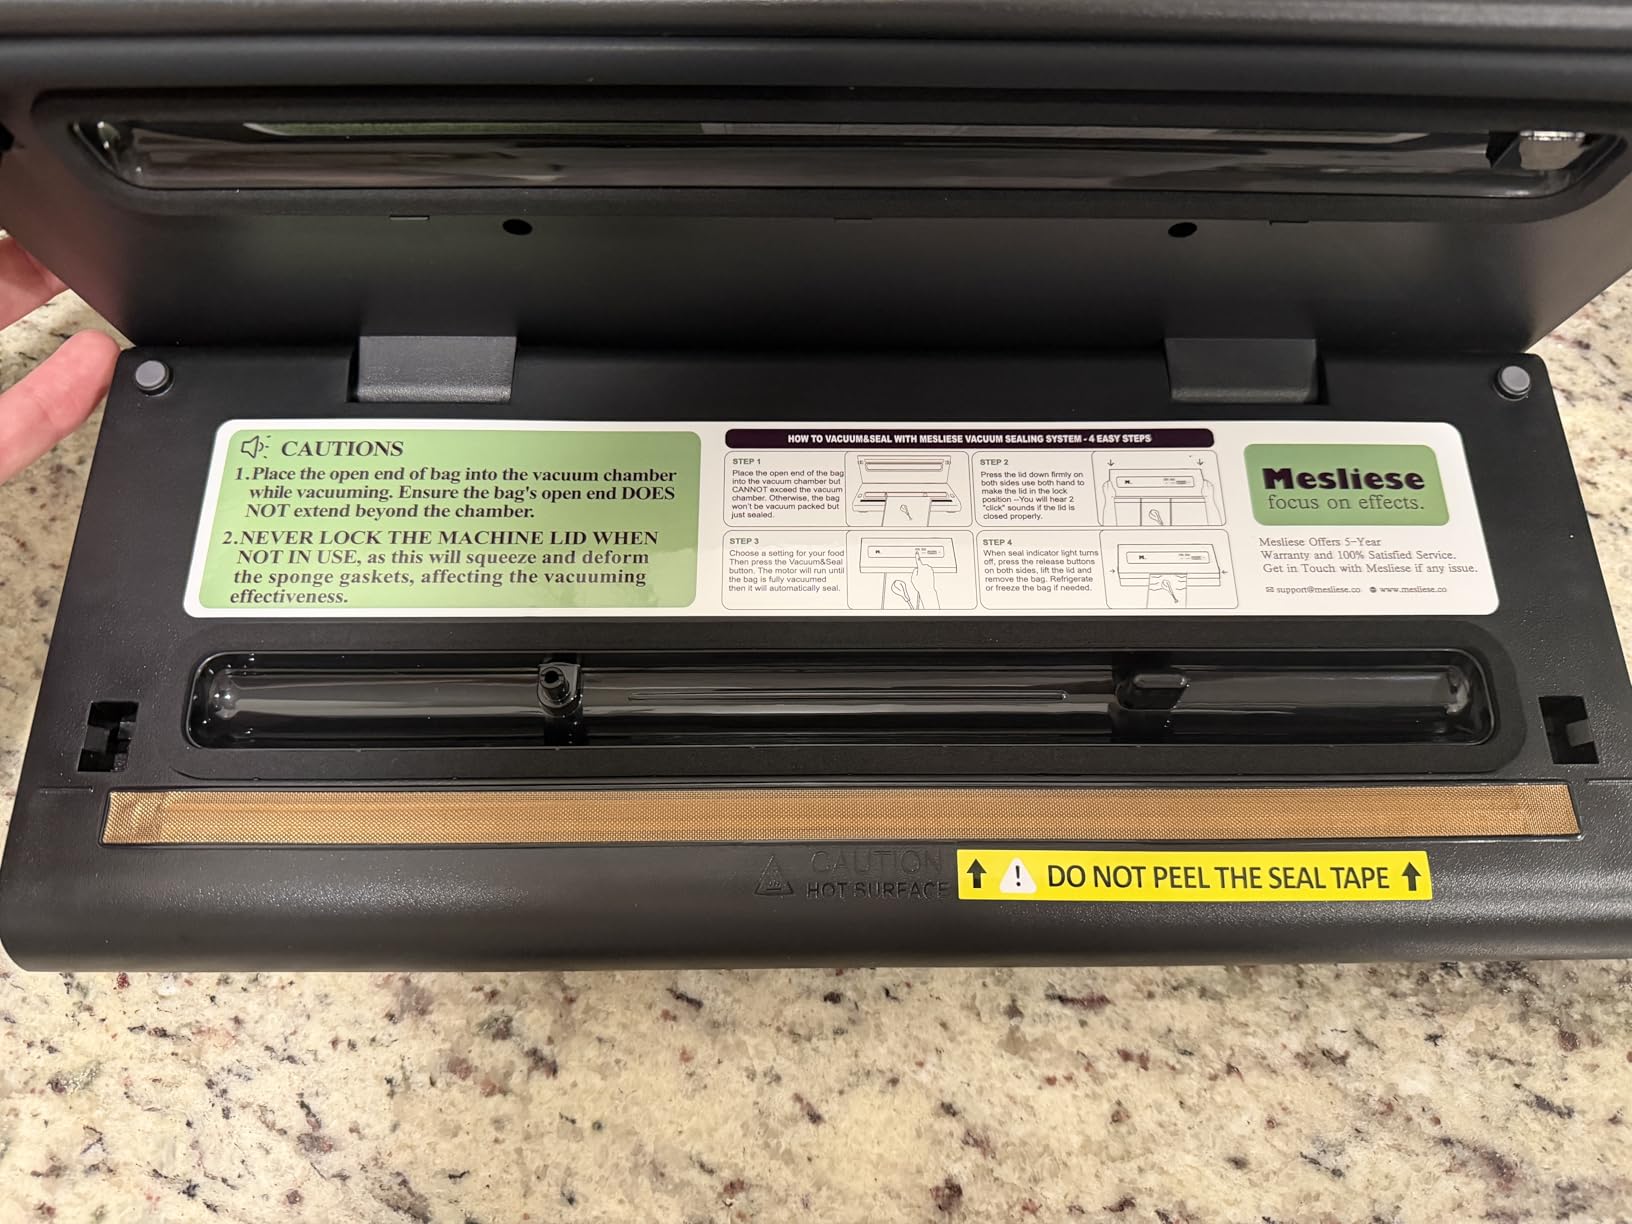 CAUTIONS
1.Place the open end of bag into the vacuum chamber
while vacuuming. Ensure the bag's open end DOES
NOT extend beyond the chamber.
2.NEVER LOCK THE MACHINE LID WHEN
NOT IN USE, as this will squeeze and deform
the sponge gaskets, affecting the vacuuming
effectiveness.
HOW TO VACUUM&SEAL WITH MESLIESE VACUUM SEALING SYSTEM - 4 EASY STEPS
STEP 1
Place the open end of the bag
into the vacuum chamber but
CANNOT exceed the vacuum
chamber. Otherwise, the bag
won't be vacuum packed but
just sealed.
STEP 2
Press the lid down firmly on
both sides use both hand to
make the lid in the lock
position --You will hear 2
"click" sounds if the lid is
closed properly.
STEP 3
Choose a setting for your food
Then press the Vacuum&Seal
button. The motor will run until
the bag is fully vacuumed
then it will automatically seal.
STEP 4
When seal indicator light turns
off, press the release buttons
on both sides, lift the lid and
remove the bag. Refrigerate
or freeze the bag if needed.
Mesliese
focus on effects.
Mesliese Offers 5-Year
Warranty and 100% Satisfied Service.
Get in Touch with Mesliese if any issue.
support@mesliese.co www.mesliese.co
CAUTION
HOT SURFACE
DO NOT PEEL THE SEAL TAPE